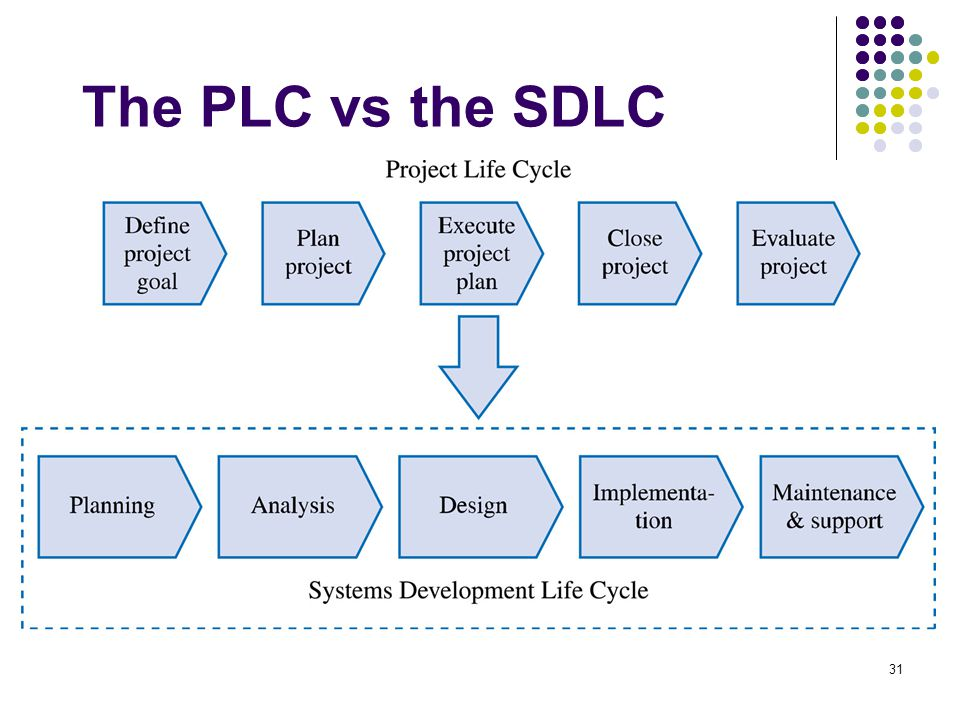 The PLC vs the SDLC
Project Life Cycle
Define
project
goal
Plan
project
Execute
project
plan
Close
project
Evaluate
project
Planning
Analysis
Design
Implementa-
tion
Maintenance
& support
Systems Development Life Cycle
31